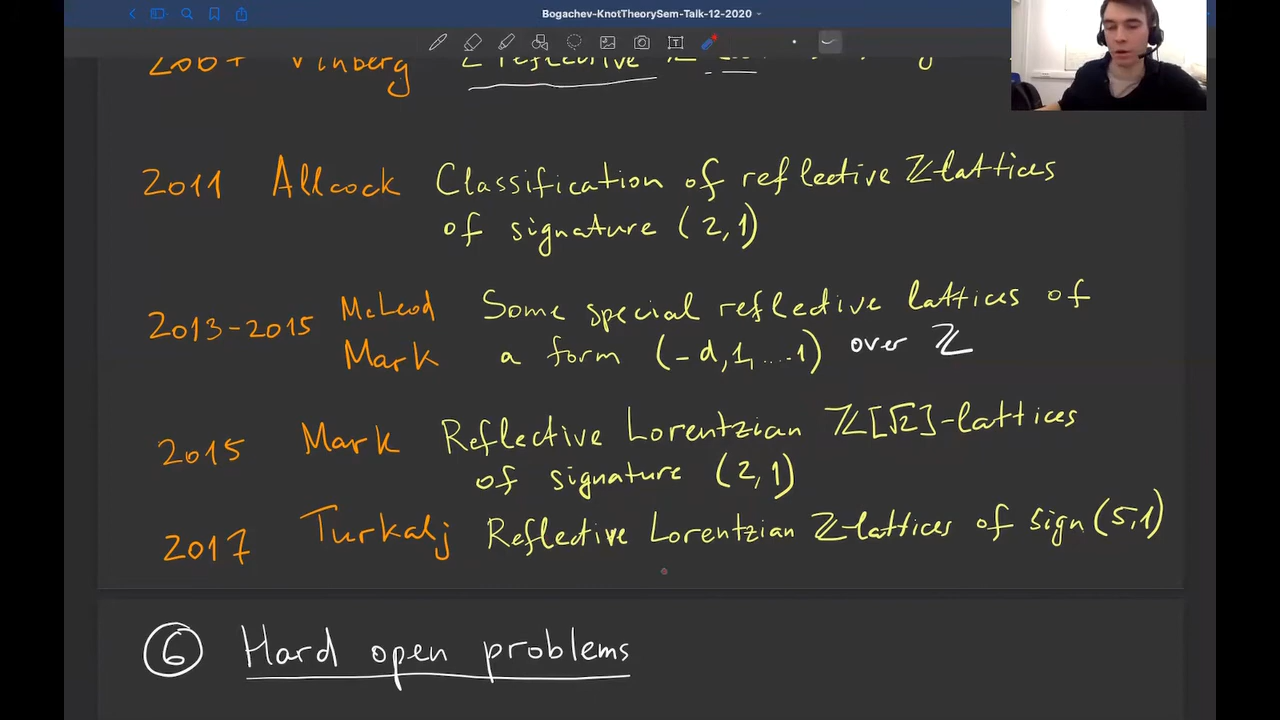 Bogachev-KnotTheorySem-Talk-12-2020
Vinberg
2011 Allcock Classification of reflective ℤ-lattices
of signature (2,1)
2013-2015 McLeod Mark Some special reflective lattices of
a form (-d,1,....1) over ℤ
2015 Mark Reflective Lorentzian ℤ[√2]-lattices
of signature (2,1)
2017 Turkalj Reflective Lorentzian ℤ-lattices of sign(5,1)
6 Hard open problems